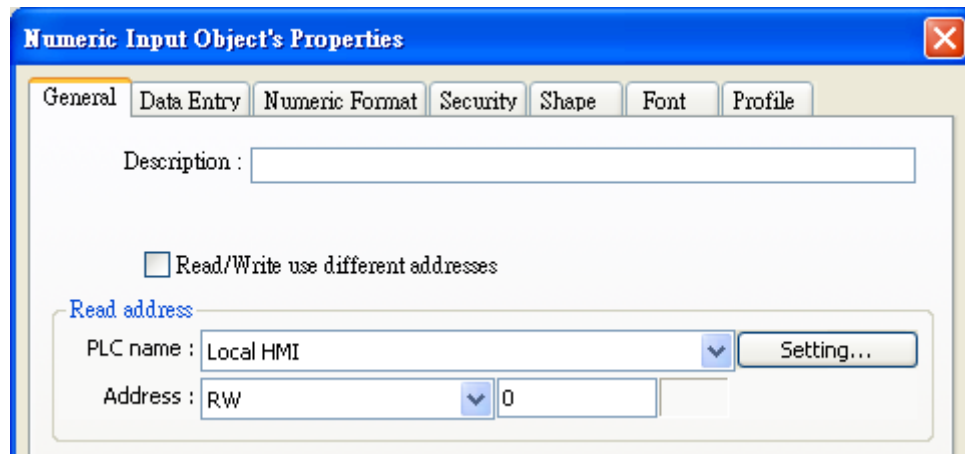 Numeric Input Object's Properties
General Data Entry Numeric Format Security Shape Font Profile
Description :
Read/Write use different addresses
Read address
PLC name : Local HMI Setting...
Address : RW 0